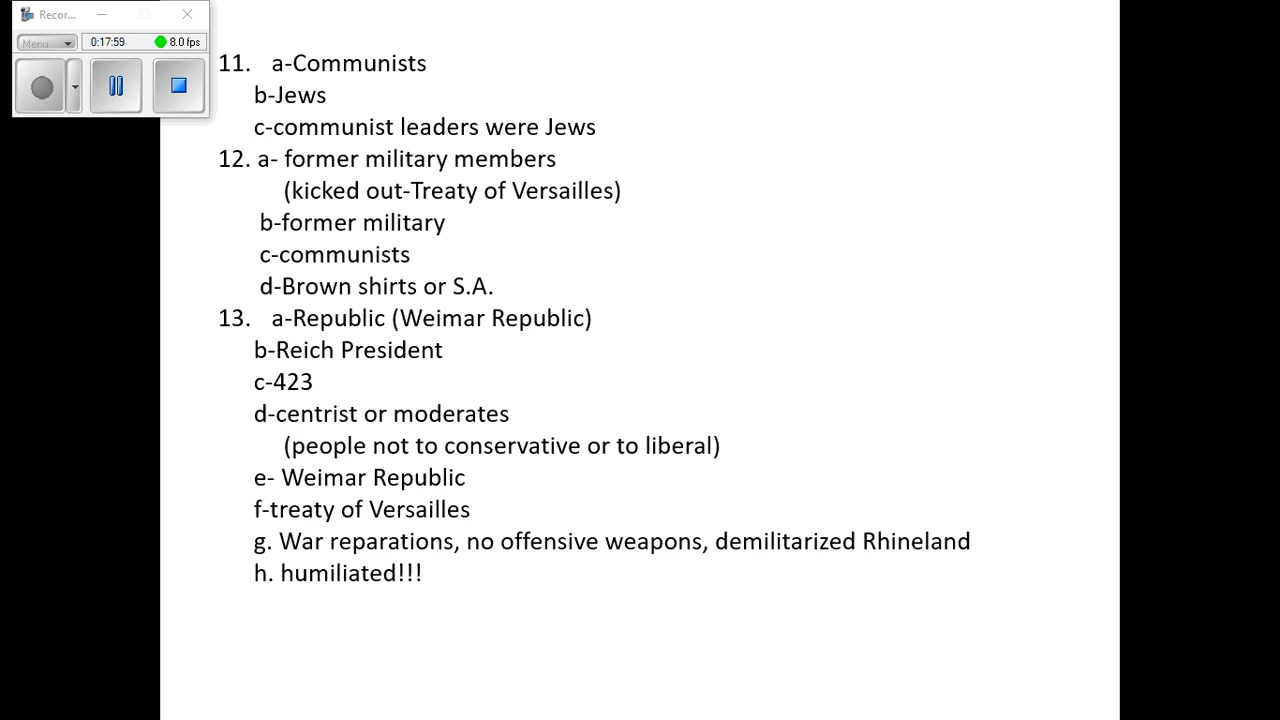 Recor...
Menu
0:17:59
8.0 fps
11. a-Communists
b-Jews
c-communist leaders were Jews
12. a- former military members
(kicked out-Treaty of Versailles)
b-former military
c-communists
d-Brown shirts or S.A.
13. a-Republic (Weimar Republic)
b-Reich President
c-423
d-centrist or moderates
(people not to conservative or to liberal)
e- Weimar Republic
f-treaty of Versailles
g. War reparations, no offensive weapons, demilitarized Rhineland
h. humiliated!!!